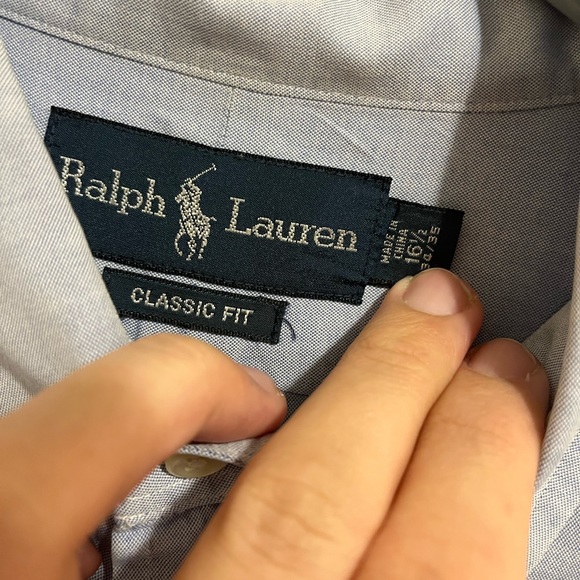 Ralph Lauren
CLASSIC FIT
MADE IN
CHINA
16½
34/35